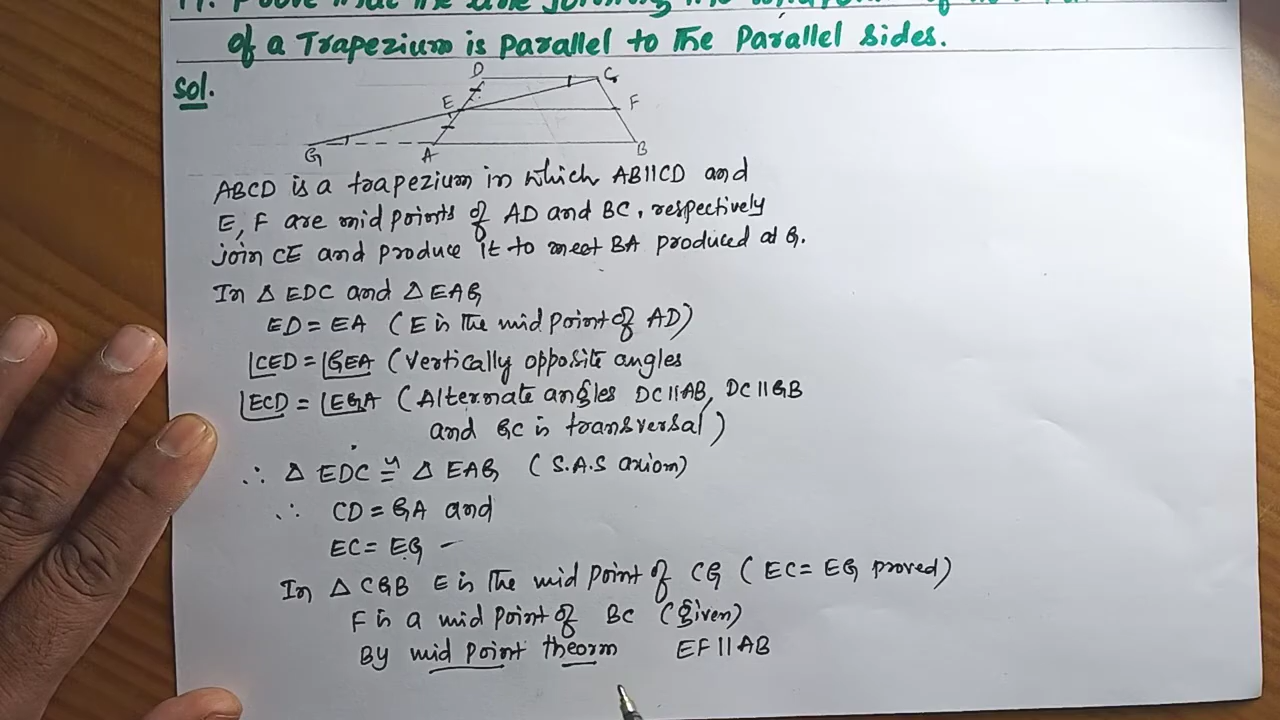 of a Trapezium is parallel to the Parallel sides.
Sol.
D C
E F
G A B
ABCD is a trapezium in which AB||CD and
E, F are mid points of AD and BC, respectively
join CE and produce it to meet BA produced at G.
In △ EDC and △ EAG
ED = EA (E is the mid point of AD)
∠CED = ∠GEA (Vertically opposite angles
∠ECD = ∠EGA (Alternate angles DC||AB, DC||GB
and GC is transversal)
∴ △ EDC ≅ △ EAG (S.A.S axiom)
∴ CD = GA and
EC = EG –
In △ CGB E is the mid point of CG (EC = EG proved)
F is a mid point of BC (given)
By mid point theorm EF || AB